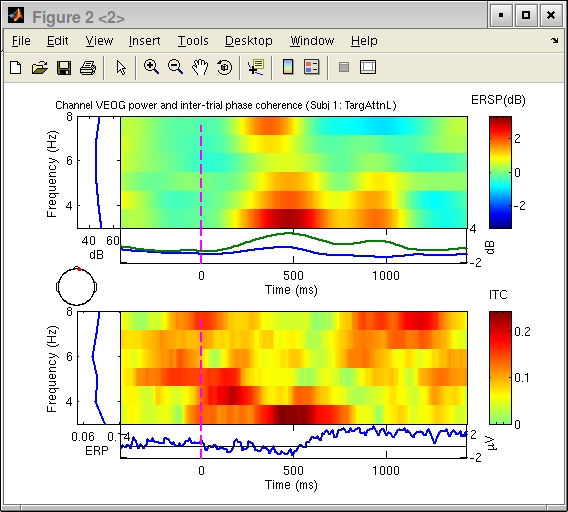 Figure 2 <2>
File Edit View Insert Tools Desktop Window Help
Channel VEOG power and inter-trial phase coherence (Subj 1: TargAttnL)
ERSP(dB)
8
6
4
Frequency (Hz)
2
0
-2
40 60
dB
4
-2
dB
0 500 1000
Time (ms)
ITC
8
6
4
Frequency (Hz)
0.2
0.1
0
0.06
ERP
2
-2
µV
0 500 1000
Time (ms)